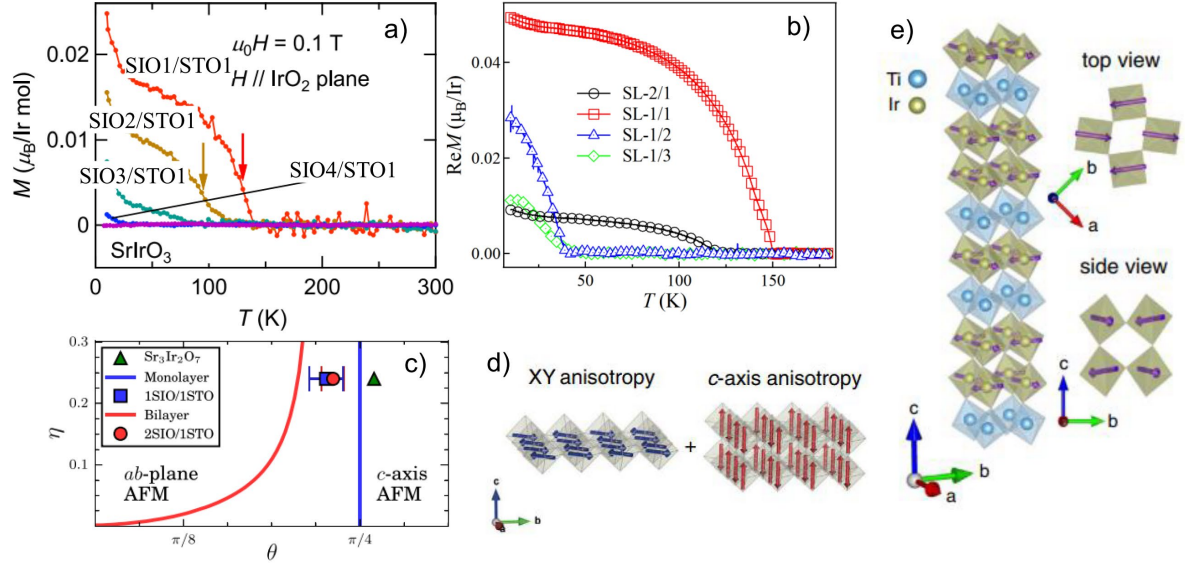 a)
μ₀H = 0.1 T
H // IrO₂ plane
SIO1/STO1
SIO2/STO1
SIO3/STO1
SIO4/STO1
SrIrO₃
M (μB/Ir mol)
0.02
0.01
0
0
100
200
300
T (K)
b)
ReM (μB/Ir)
0.04
0.02
0.00
SL-2/1
SL-1/1
SL-1/2
SL-1/3
50
100
150
T (K)
c)
η
0.3
0.2
0.1
Sr₃Ir₂O₇
Monolayer
1SIO/1STO
Bilayer
2SIO/1STO
ab-plane
AFM
c-axis
AFM
π/8
θ
π/4
d)
XY anisotropy
c-axis anisotropy
+
c
b
a
e)
Ti
Ir
top view
b
a
side view
c
b
c
b
a